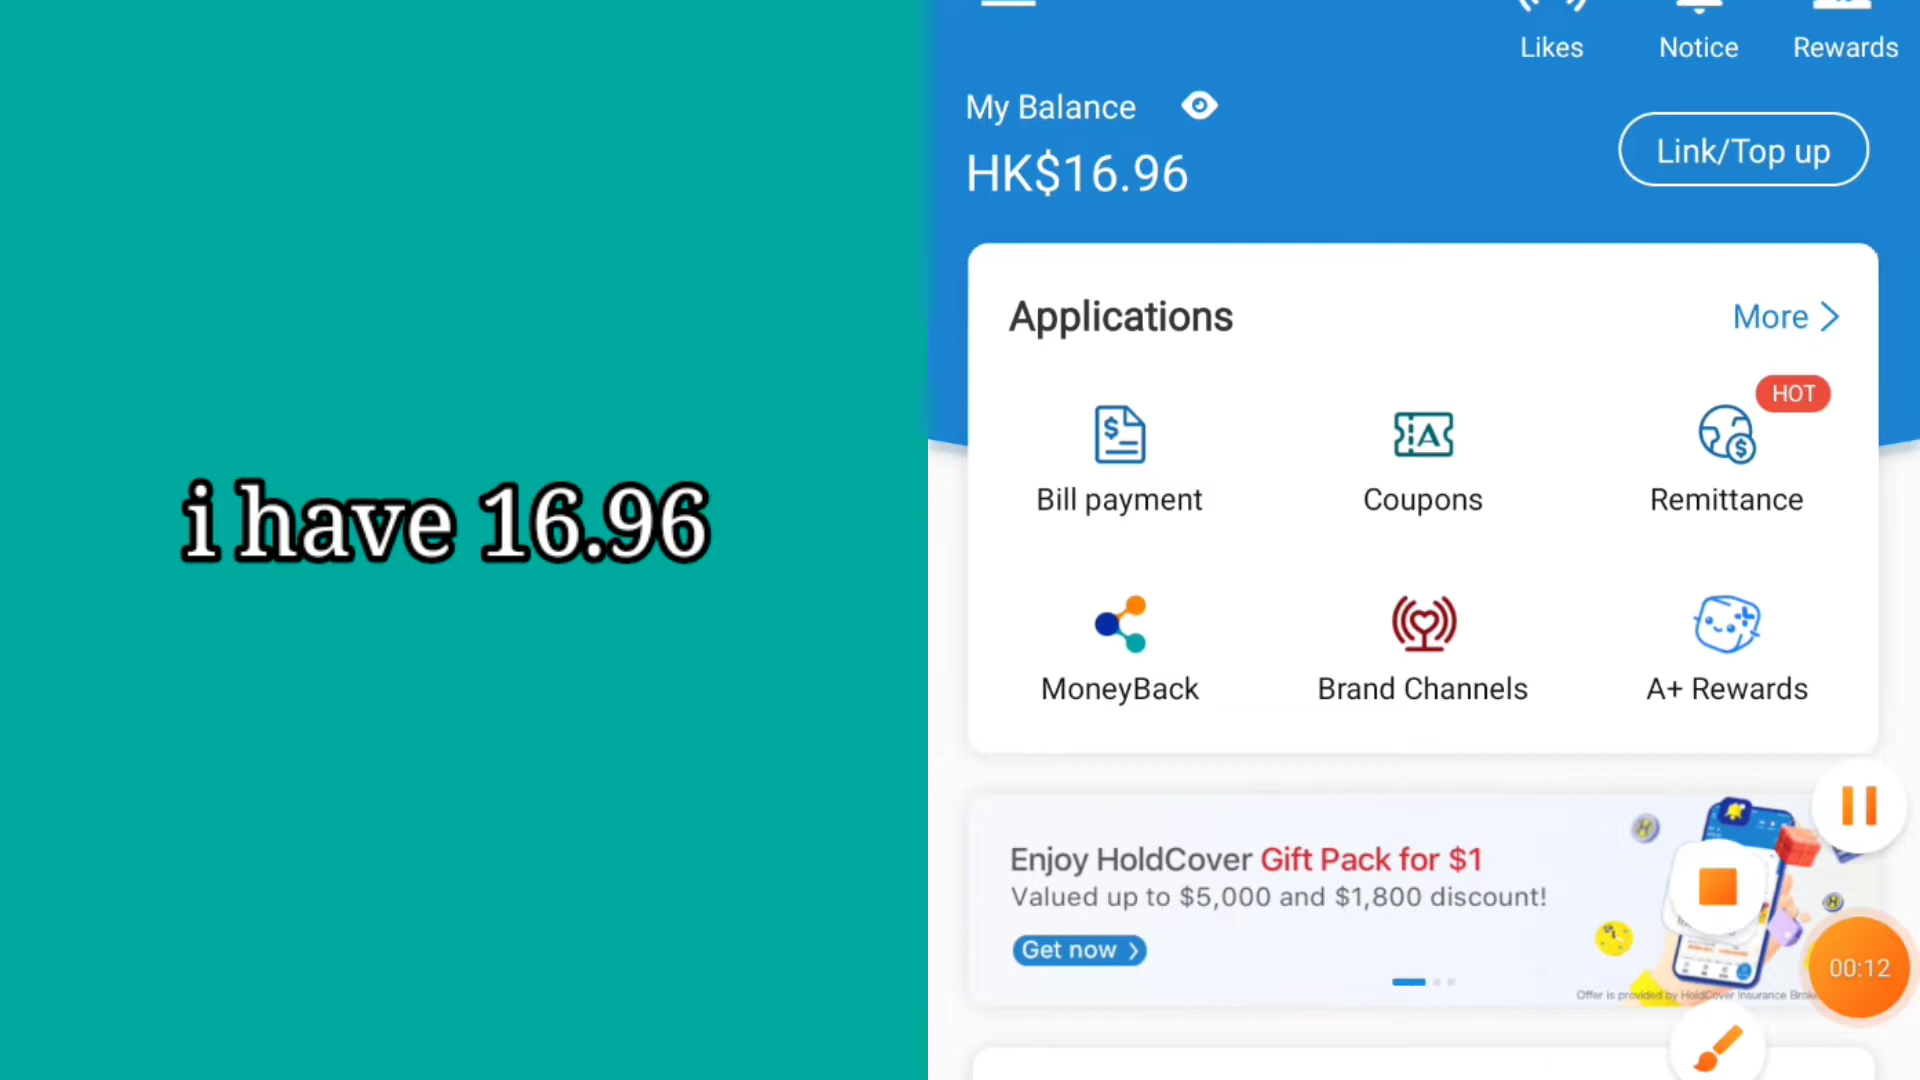 i have 16.96
Likes Notice Rewards
My Balance
HK$16.96
Link/Top up
Applications
More
HOT
Bill payment Coupons Remittance
MoneyBack Brand Channels A+ Rewards
Enjoy HoldCover Gift Pack for $1
Valued up to $5,000 and $1,800 discount!
Get now
Offer is provided by HoldCover Insurance
00:12